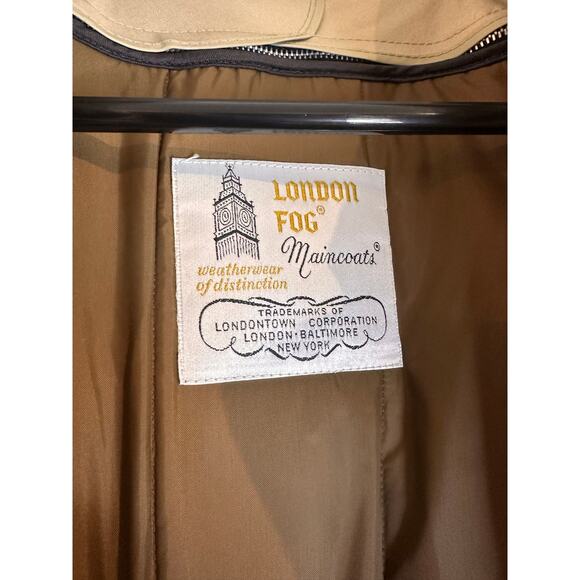 LONDON
FOG®
Maincoats®
weatherwear
of distinction
TRADEMARKS OF
LONDONTOWN CORPORATION
LONDON · BALTIMORE
NEW YORK